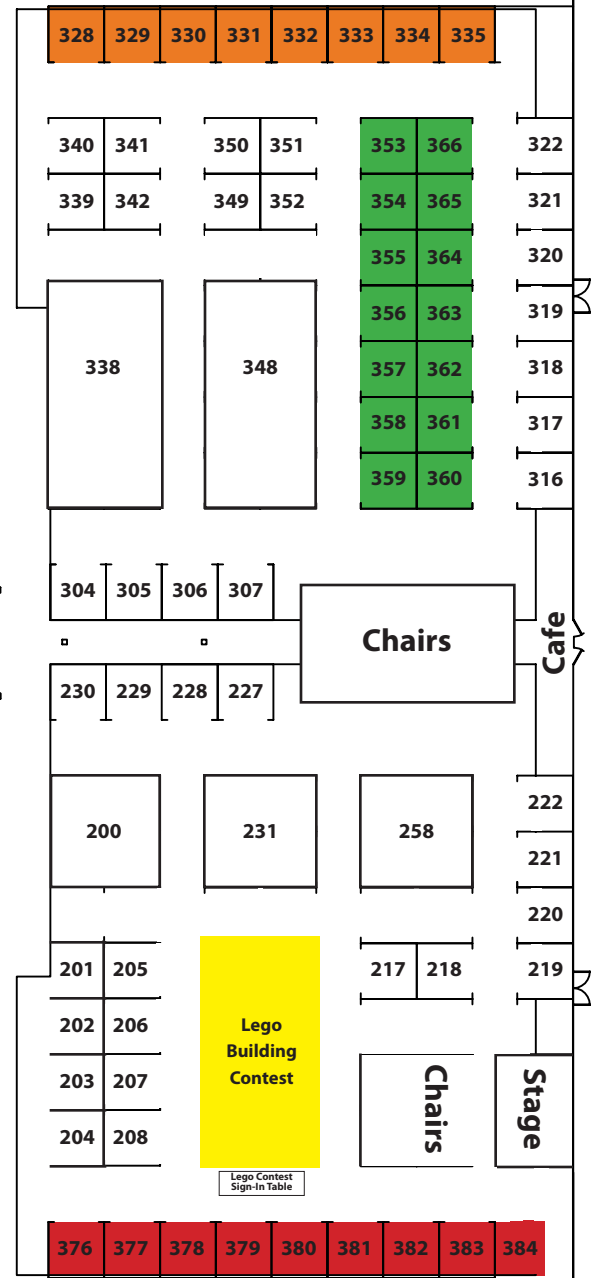 328 329 330 331 332 333 334 335
340 341 350 351 353 366 322
339 342 349 352 354 365 321
355 364 320
356 363 319
338 348 357 362 318
358 361 317
359 360 316
304 305 306 307
Chairs
Cafe
230 229 228 227
222
200 231 258
221
220
201 205 217 218 219
202 206
Lego
Building
Contest
203 207
204 208
Chairs
Stage
Lego Contest
Sign-In Table
376 377 378 379 380 381 382 383 384